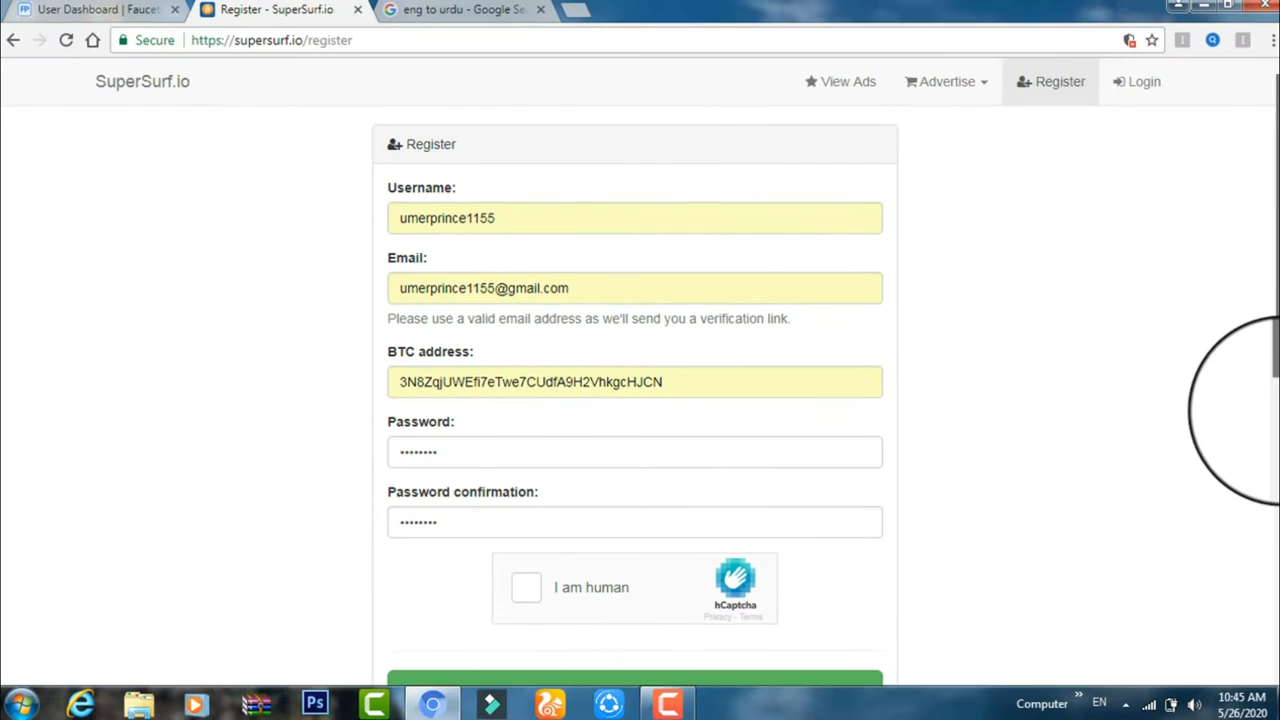 User Dashboard | Fauce
Register - SuperSurf.io
eng to urdu - Google Se
Secure
https://supersurf.io/register
SuperSurf.io
View Ads
Advertise
Register
Login
Register
Username:
umerprince1155
Email:
umerprince1155@gmail.com
Please use a valid email address as we'll send you a verification link.
BTC address:
3N8ZqjUWEfi7eTwe7CUdfA9H2VhkgcHJCN
Password:
••••••••
Password confirmation:
••••••••
I am human
hCaptcha
Privacy - Terms
Ps
Computer
EN
10:45 AM
5/26/2020